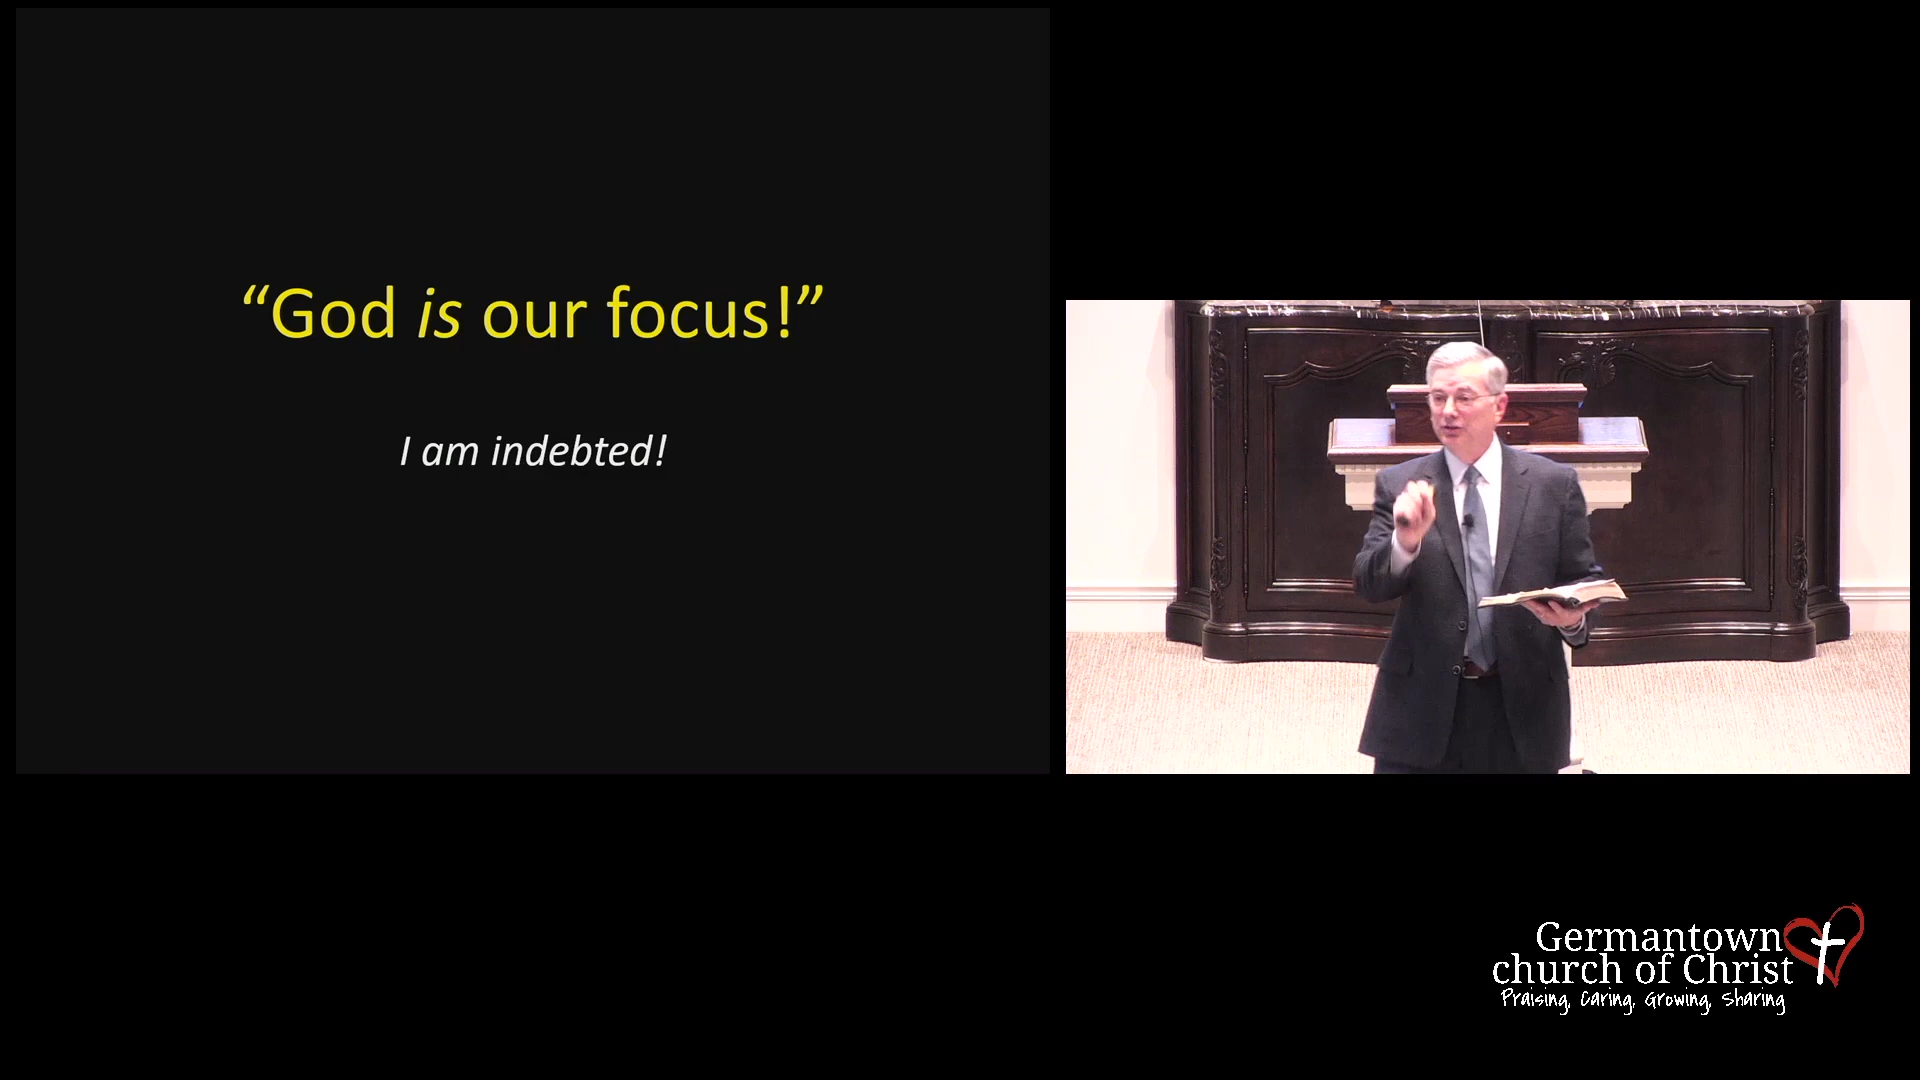 “God is our focus!”
I am indebted!
Germantown
church of Christ
Praising, Caring, Growing, Sharing